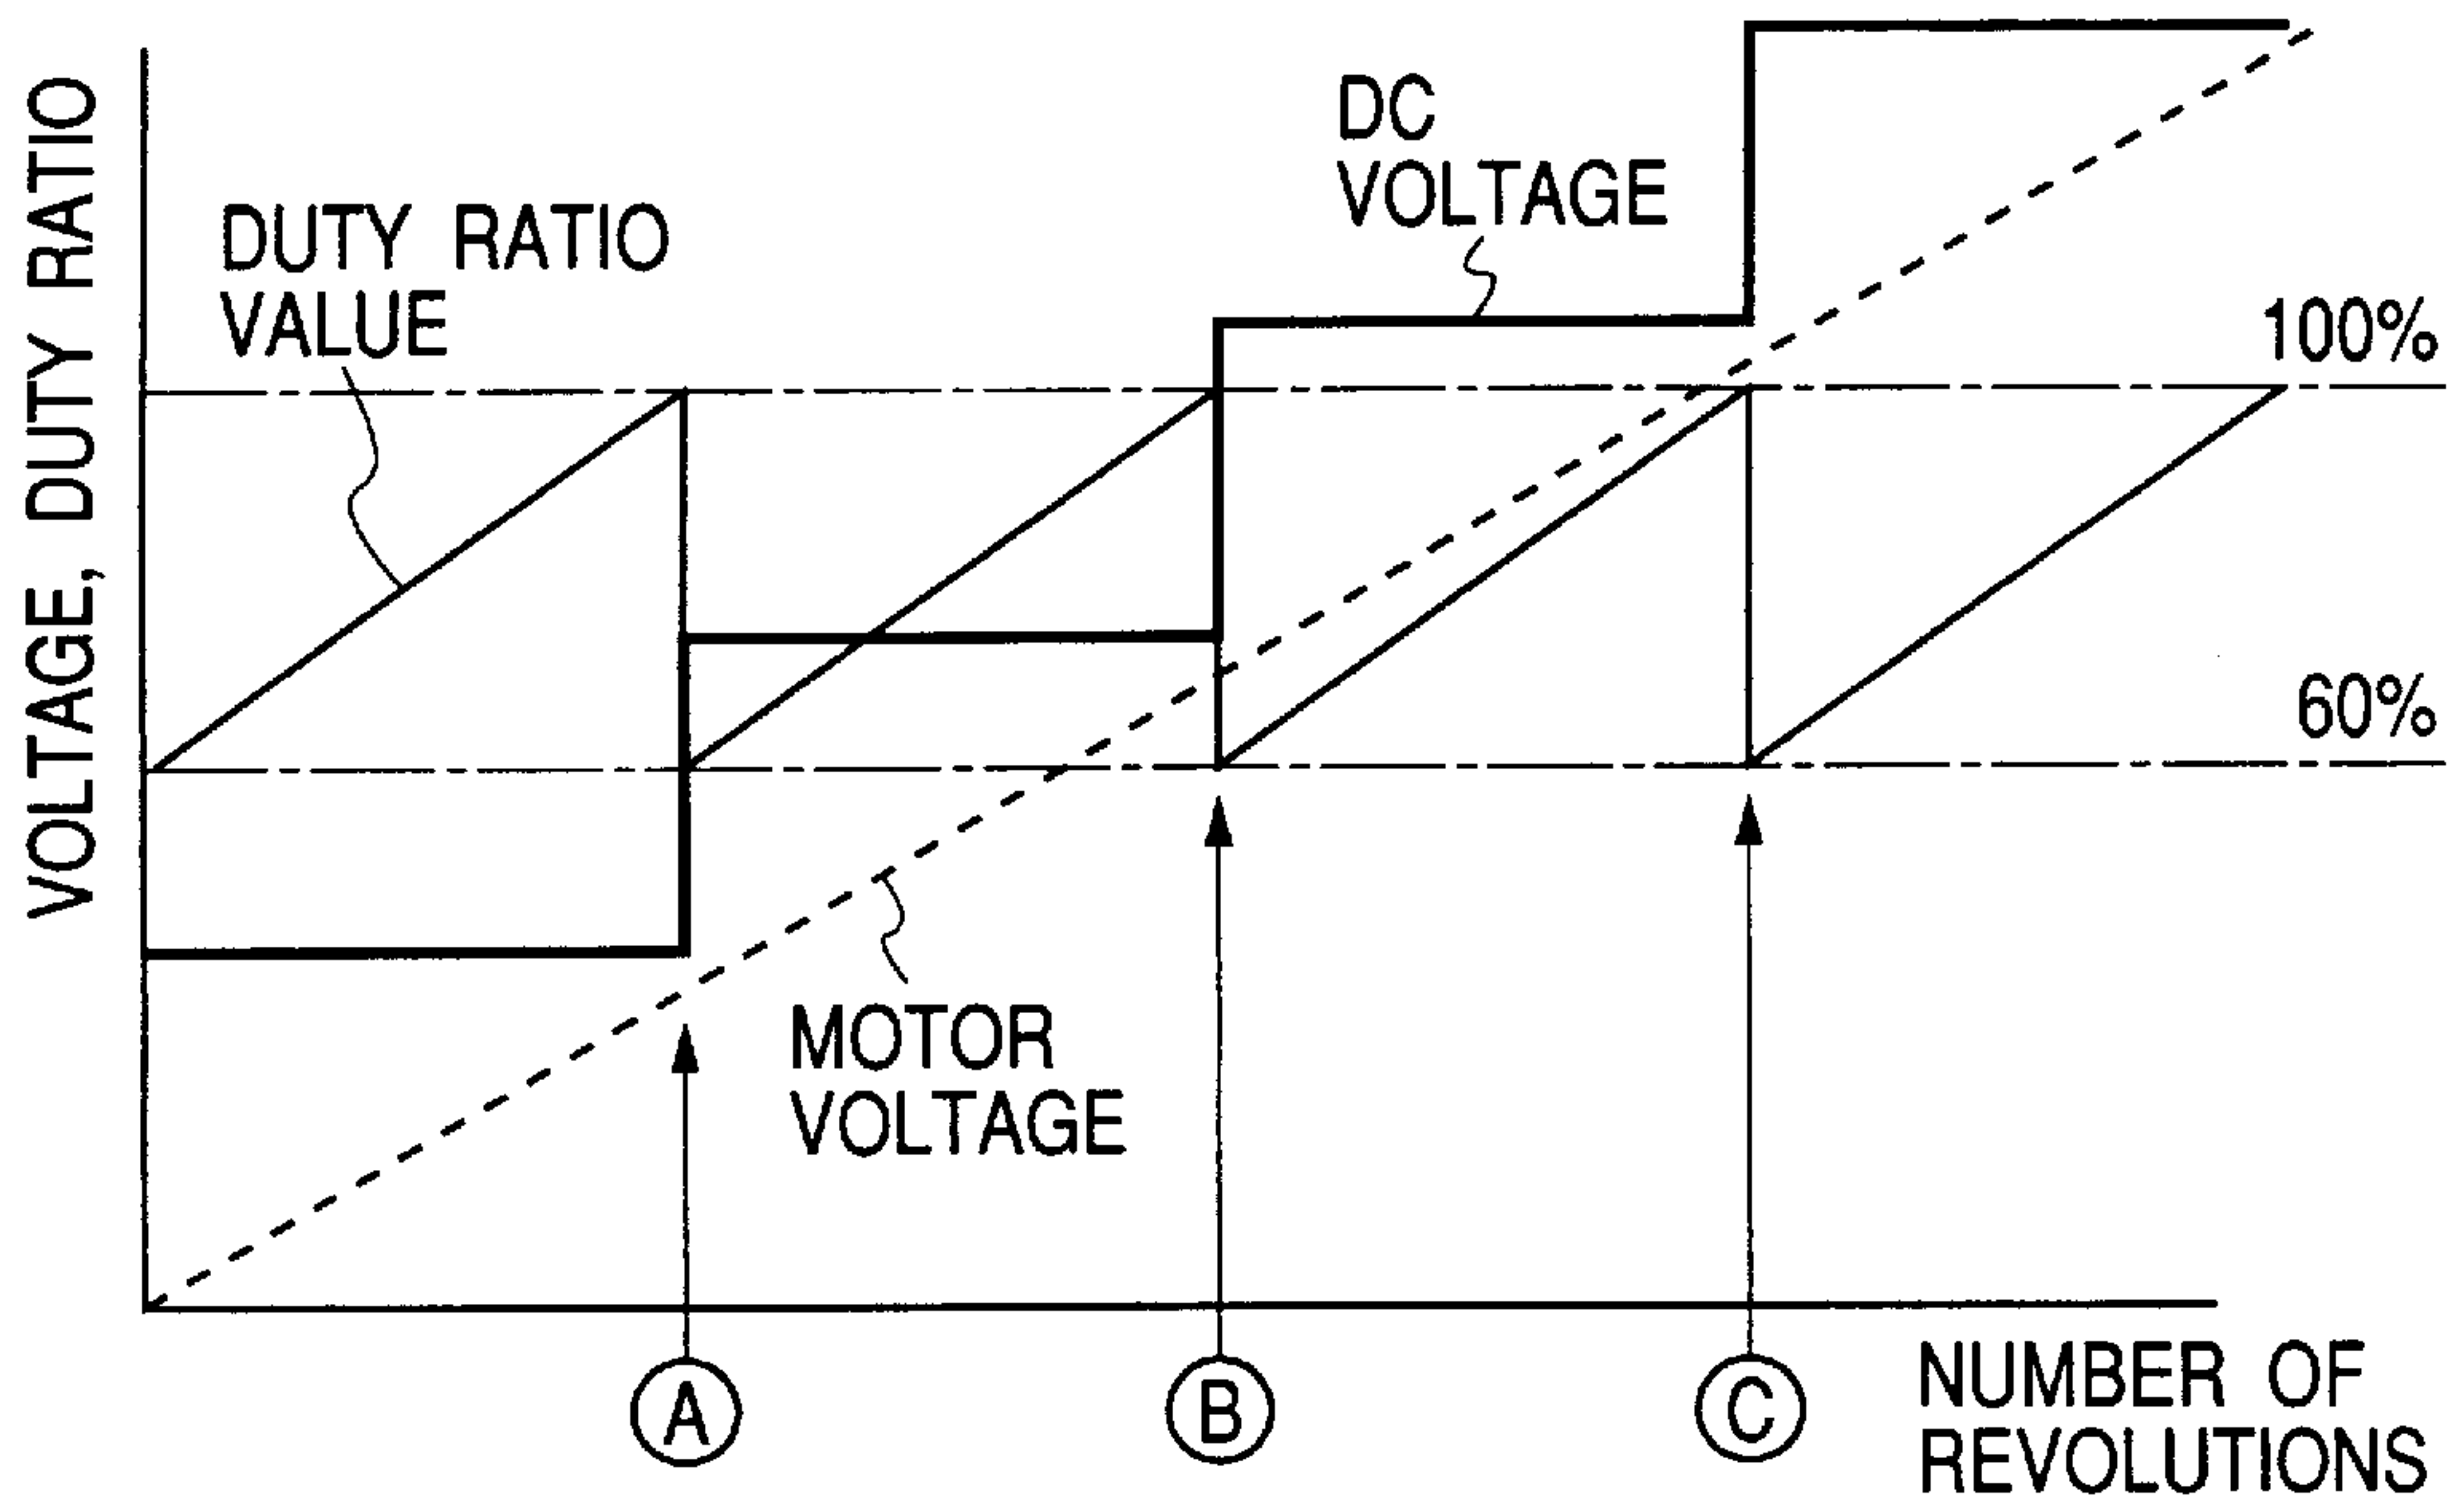 VOLTAGE, DUTY RATIO
DUTY RATIO
VALUE
DC
VOLTAGE
100%
60%
MOTOR
VOLTAGE
A
B
C
NUMBER OF
REVOLUTIONS